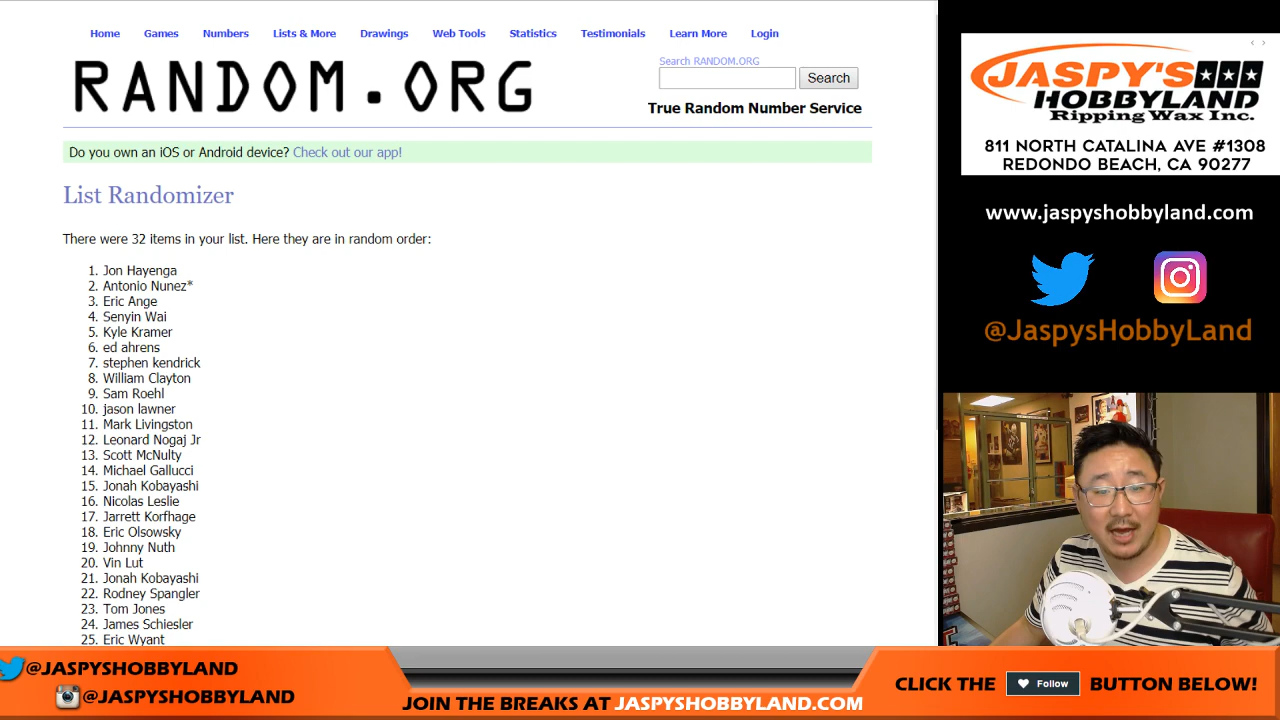 Home Games Numbers Lists & More Drawings Web Tools Statistics Testimonials Learn More Login
RANDOM.ORG
Search RANDOM.ORG
Search
True Random Number Service
Do you own an iOS or Android device? Check out our app!
List Randomizer
There were 32 items in your list. Here they are in random order:
1. Jon Hayenga
2. Antonio Nunez*
3. Eric Ange
4. Senyin Wai
5. Kyle Kramer
6. ed ahrens
7. stephen kendrick
8. William Clayton
9. Sam Roehl
10. jason lawner
11. Mark Livingston
12. Leonard Nogaj Jr
13. Scott McNulty
14. Michael Gallucci
15. Jonah Kobayashi
16. Nicolas Leslie
17. Jarrett Korfhage
18. Eric Olsowsky
19. Johnny Nuth
20. Vin Lut
21. Jonah Kobayashi
22. Rodney Spangler
23. Tom Jones
24. James Schiesler
25. Eric Wyant
JASPY'S
HOBBYLAND
Ripping Wax Inc.
811 NORTH CATALINA AVE #1308
REDONDO BEACH, CA 90277
www.jaspyshobbyland.com
@JaspysHobbyLand
@JASPYSHOBBYLAND
@JASPYSHOBBYLAND
JOIN THE BREAKS AT JASPYSHOBBYLAND.COM
CLICK THE Follow BUTTON BELOW!